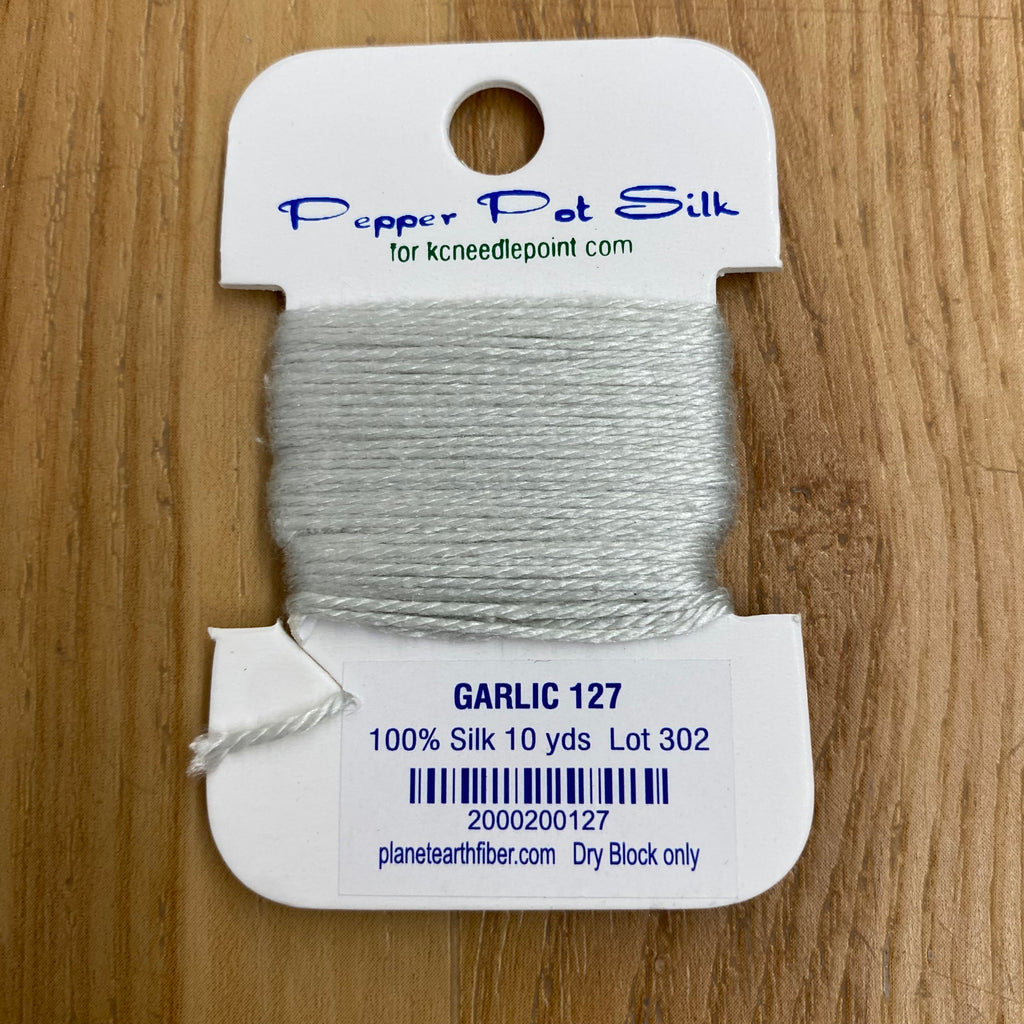 Pepper Pot Silk
for kcneedlepoint com
GARLIC 127
100% Silk 10 yds Lot 302
2000200127
planetearthfiber.com Dry Block only